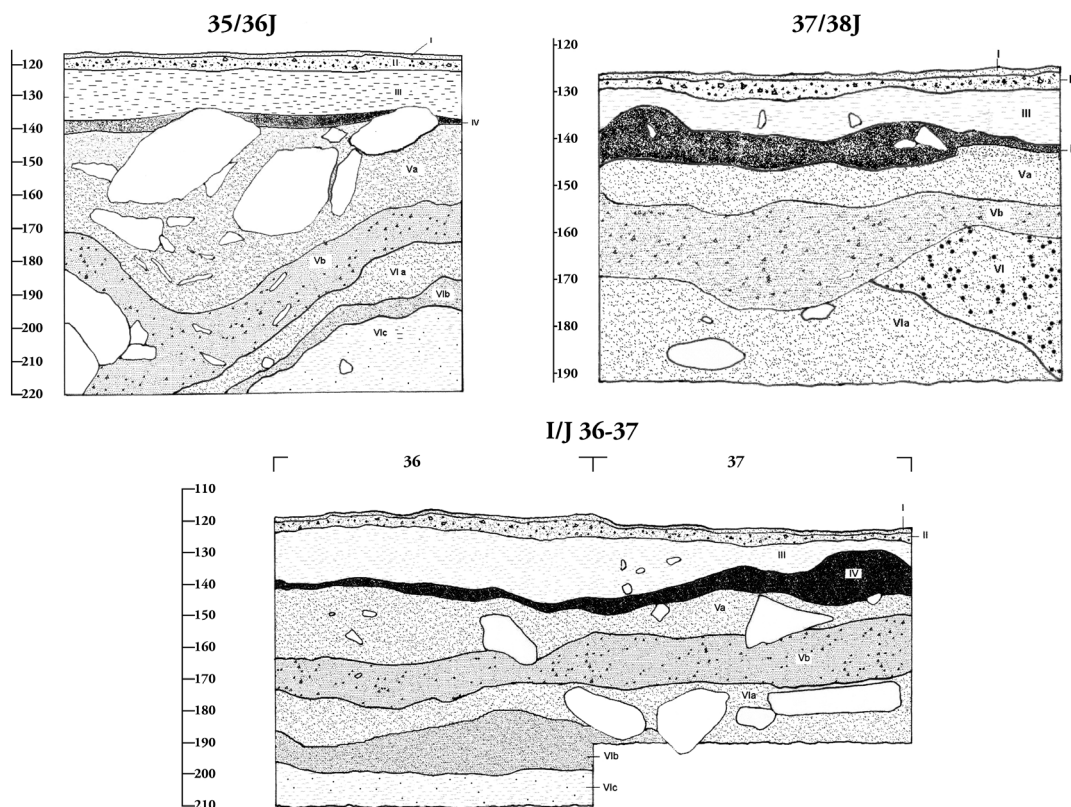 35/36J
I
120
130
140
150
160
170
180
190
200
210
220
II
III
IV
Va
Vb
VI a
VIb
VIc
37/38J
120
130
140
150
160
170
180
190
I
III
Va
Vb
VI
VIa
I/J 36-37
36
37
110
120
130
140
150
160
170
180
190
200
210
I
II
III
IV
Va
Vb
VIa
VIb
VIc